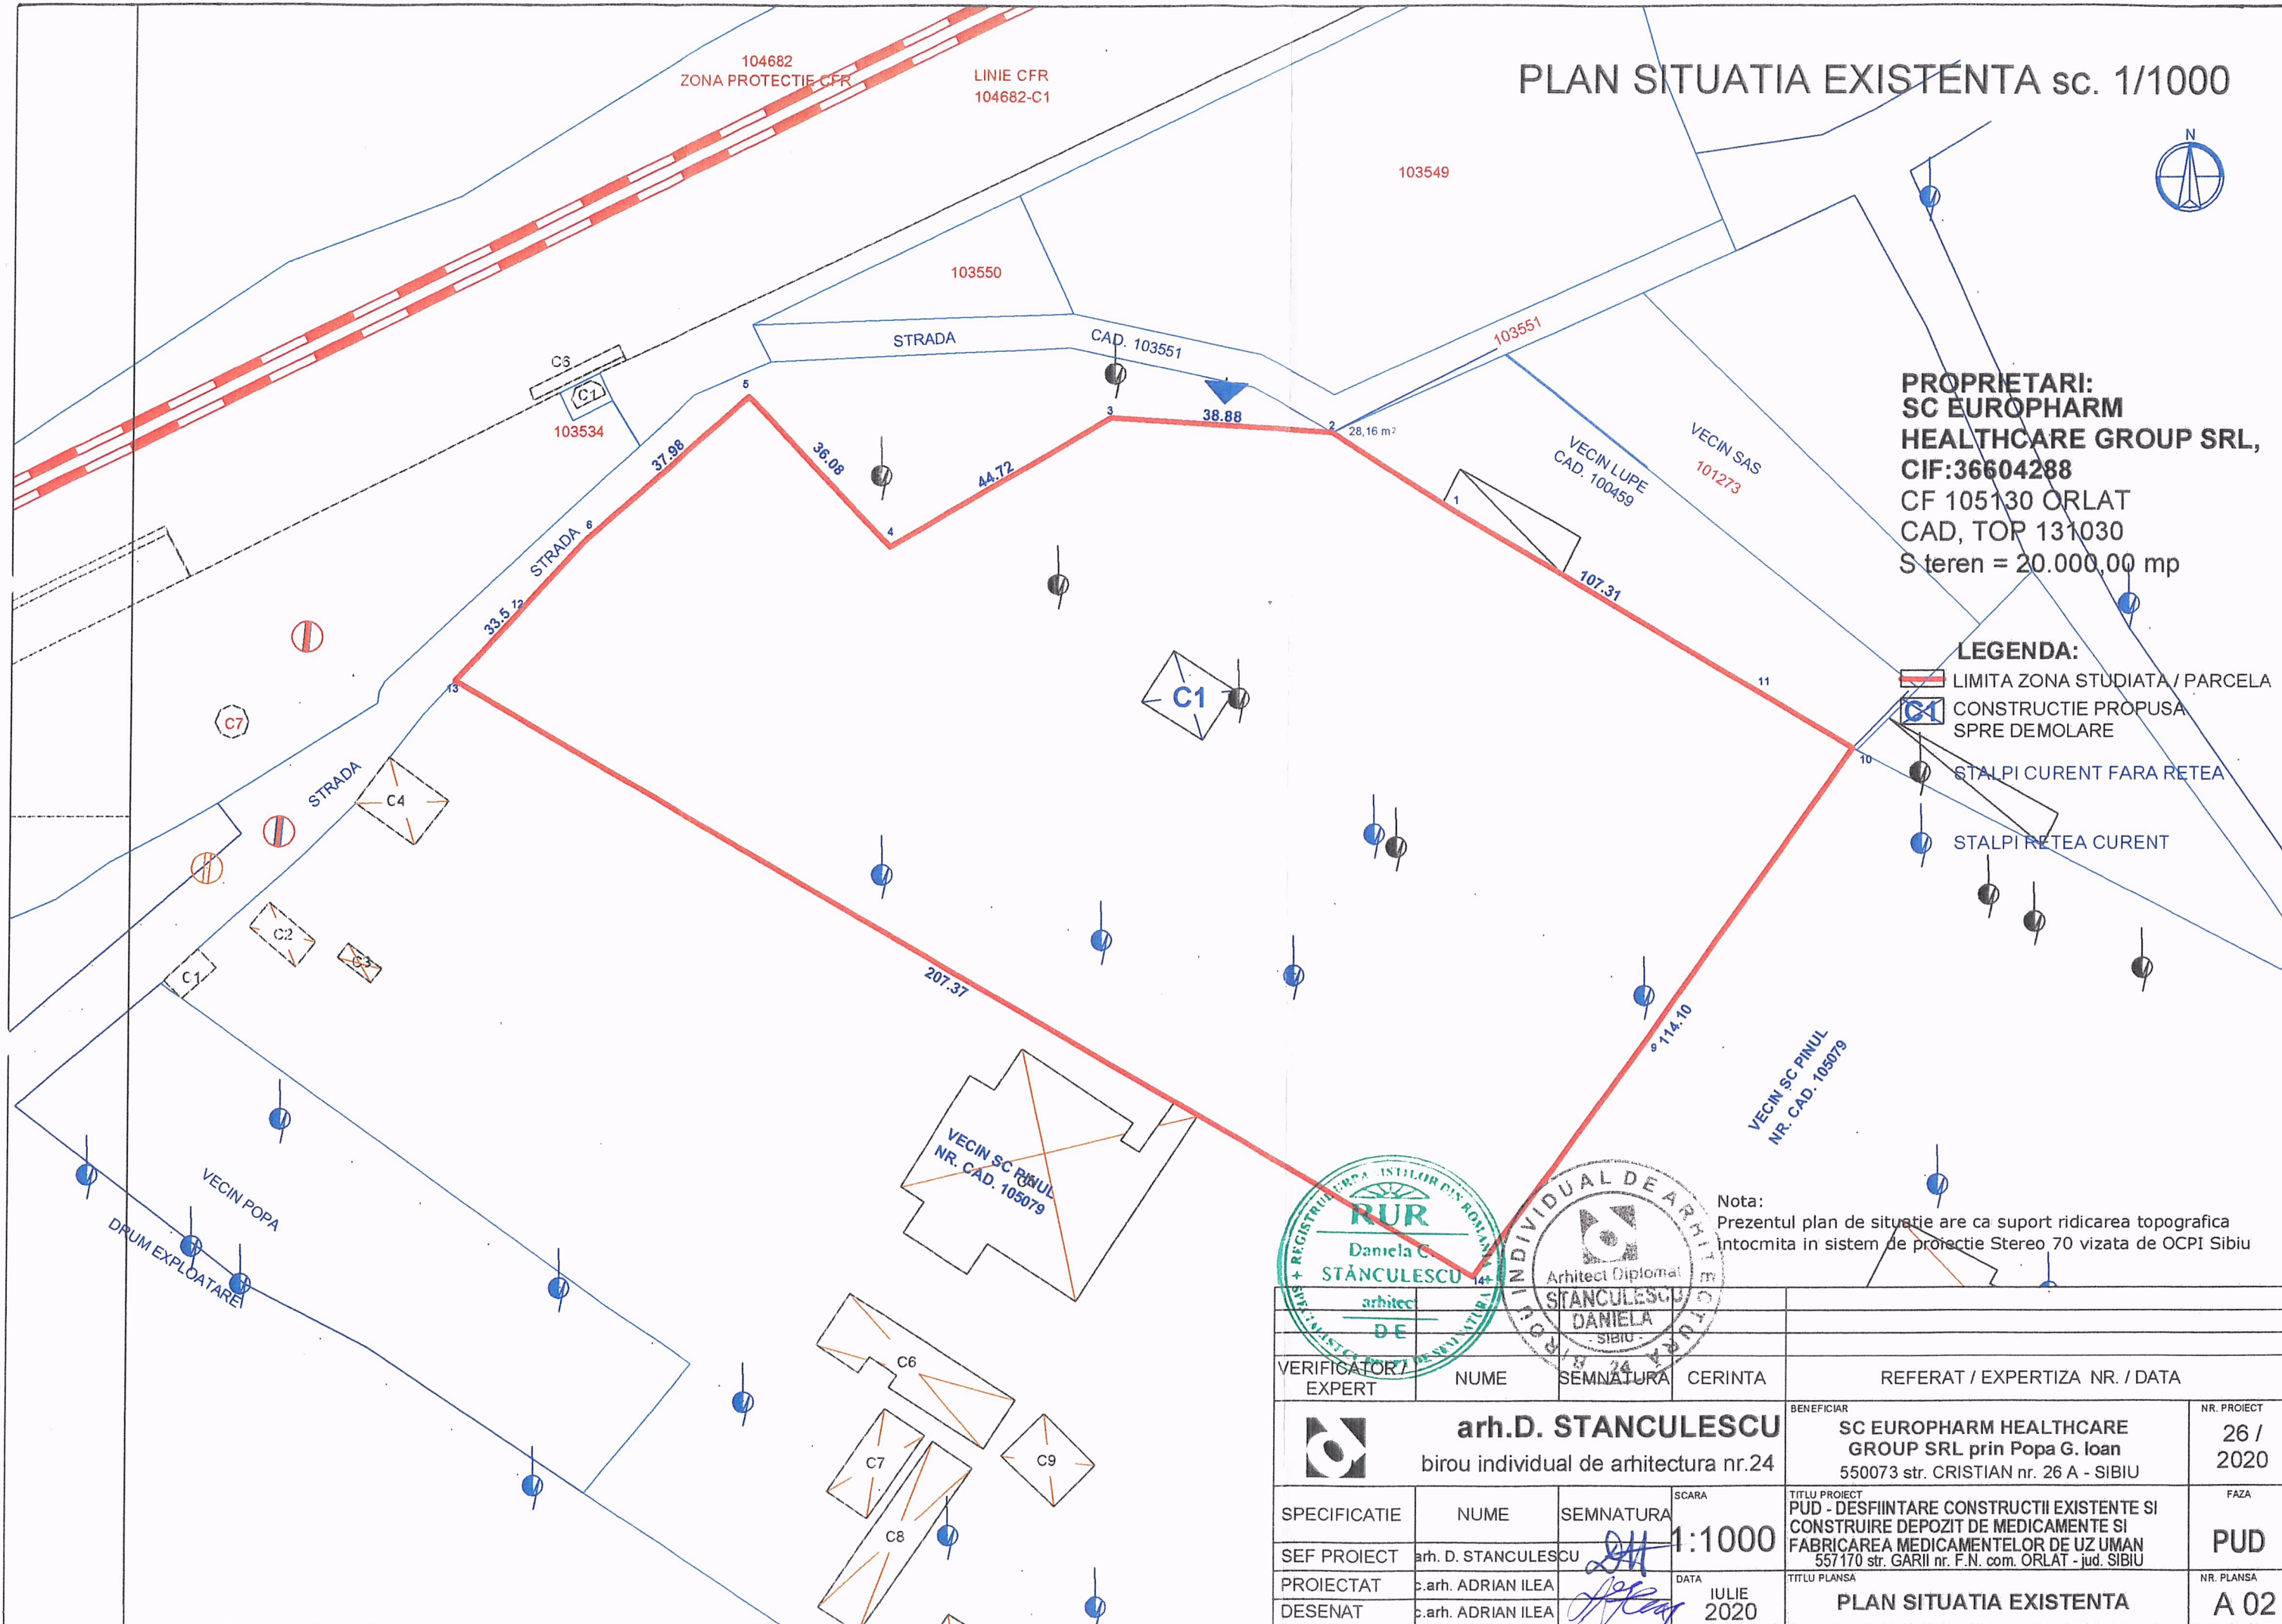 PLAN SITUATIA EXISTENTA sc. 1/1000
N
104682
ZONA PROTECTIE CFR
LINIE CFR
104682-C1
103549
103550
STRADA
CAD. 103551
103551
C6
C7
103534
5
3
38.88
2
28,16 m²
37.98
36.08
44.72
4
6
STRADA
33.5
12
13
1
107.31
11
10
VECIN LUPE
CAD. 100459
VECIN SAS
101273
PROPRIETARI:
SC EUROPHARM
HEALTHCARE GROUP SRL,
CIF:36604288
CF 105130 ORLAT
CAD, TOP 131030
S teren = 20.000,00 mp
LEGENDA:
LIMITA ZONA STUDIATA / PARCELA
C1
CONSTRUCTIE PROPUSA
SPRE DEMOLARE
STALPI CURENT FARA RETEA
STALPI RETEA CURENT
C1
C7
STRADA
C4
C2
C3
C1
207.37
9
114.10
VECIN SC PINUL
NR. CAD. 105079
VECIN SC PINUL
NR. CAD. 105079
VECIN POPA
DRUM EXPLOATARE
C6
C7
C8
C9
14
RUR
Daniela C.
STĂNCULESCU
arhitect
D E
BIROU INDIVIDUAL DE ARHITECTURA
Arhitect Diplomat
STANCULESCU
DANIELA
- SIBIU -
24
Nota:
Prezentul plan de situatie are ca suport ridicarea topografica
intocmita in sistem de proiectie Stereo 70 vizata de OCPI Sibiu
VERIFICATOR /
EXPERT
NUME
SEMNATURA
CERINTA
REFERAT / EXPERTIZA NR. / DATA
arh.D. STANCULESCU
birou individual de arhitectura nr.24
BENEFICIAR
SC EUROPHARM HEALTHCARE
GROUP SRL prin Popa G. Ioan
550073 str. CRISTIAN nr. 26 A - SIBIU
NR. PROIECT
26 /
2020
SPECIFICATIE
NUME
SEMNATURA
SCARA
1:1000
TITLU PROIECT
PUD - DESFIINTARE CONSTRUCTII EXISTENTE SI
CONSTRUIRE DEPOZIT DE MEDICAMENTE SI
FABRICAREA MEDICAMENTELOR DE UZ UMAN
557170 str. GARII nr. F.N. com. ORLAT - jud. SIBIU
FAZA
PUD
SEF PROIECT
arh. D. STANCULESCU
PROIECTAT
c.arh. ADRIAN ILEA
DESENAT
c.arh. ADRIAN ILEA
DATA
IULIE
2020
TITLU PLANSA
PLAN SITUATIA EXISTENTA
NR. PLANSA
A 02